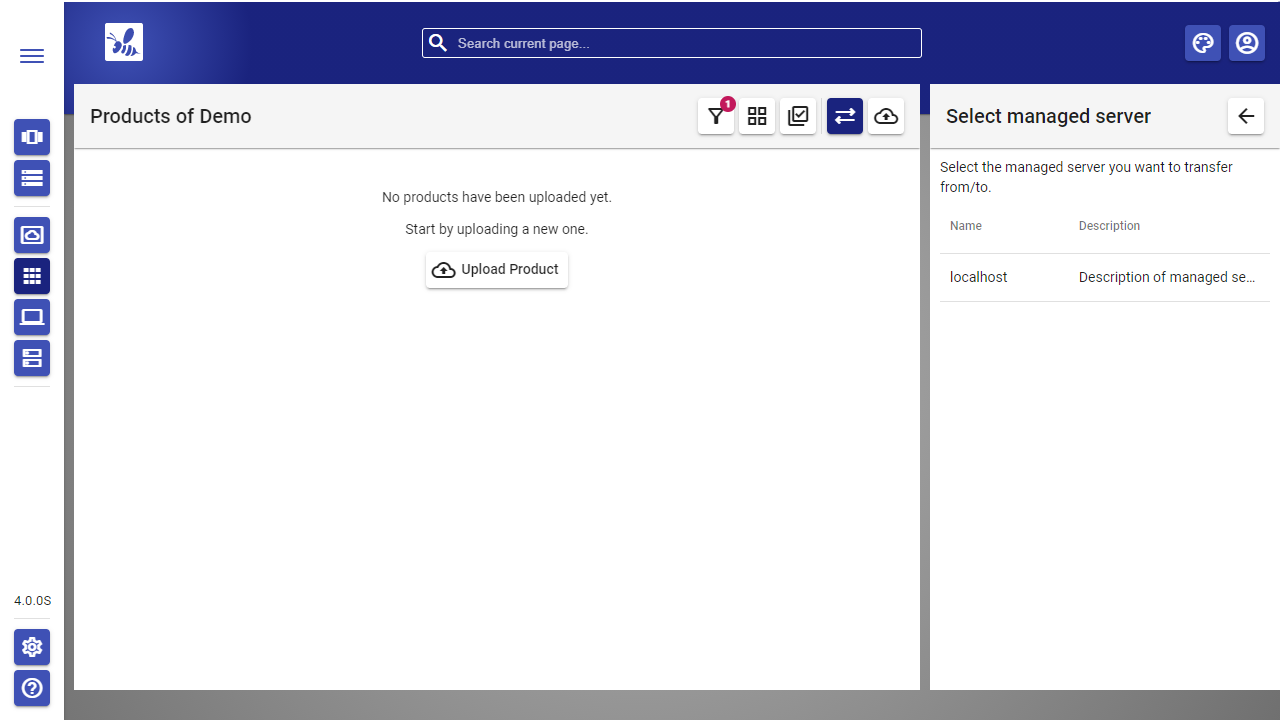 Search current page...
Products of Demo
1
Select managed server
No products have been uploaded yet.
Start by uploading a new one.
Upload Product
Select the managed server you want to transfer
from/to.
Name Description
localhost Description of managed se...
4.0.0S